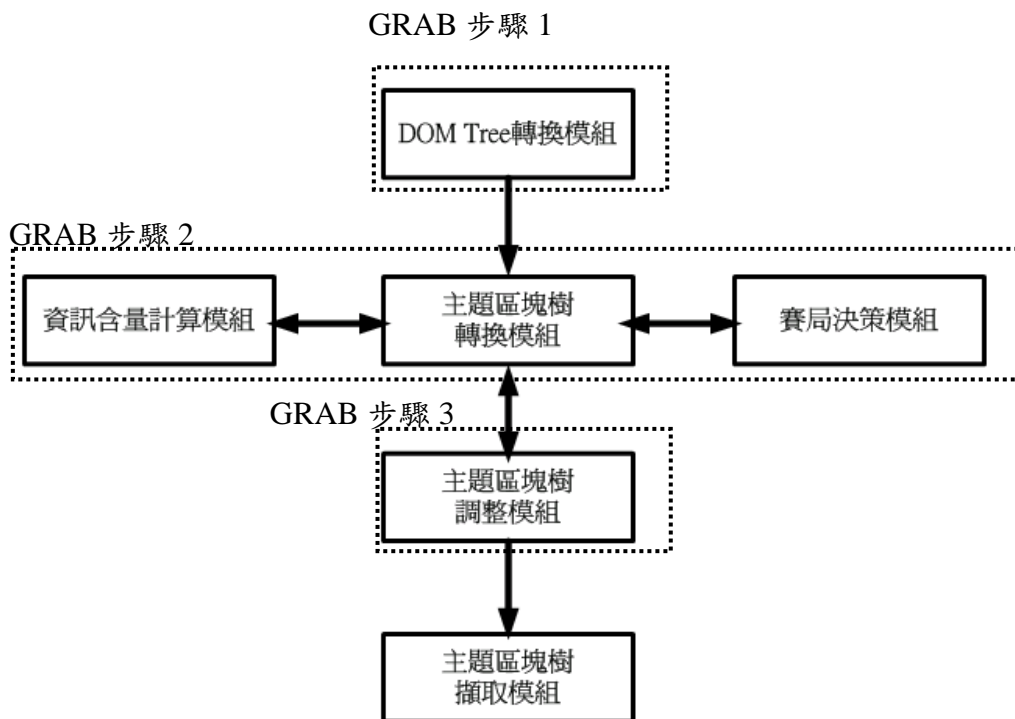 GRAB 步驟 1
DOM Tree轉換模組
GRAB 步驟 2
資訊含量計算模組
主題區塊樹
轉換模組
賽局決策模組
GRAB 步驟 3
主題區塊樹
調整模組
主題區塊樹
擷取模組